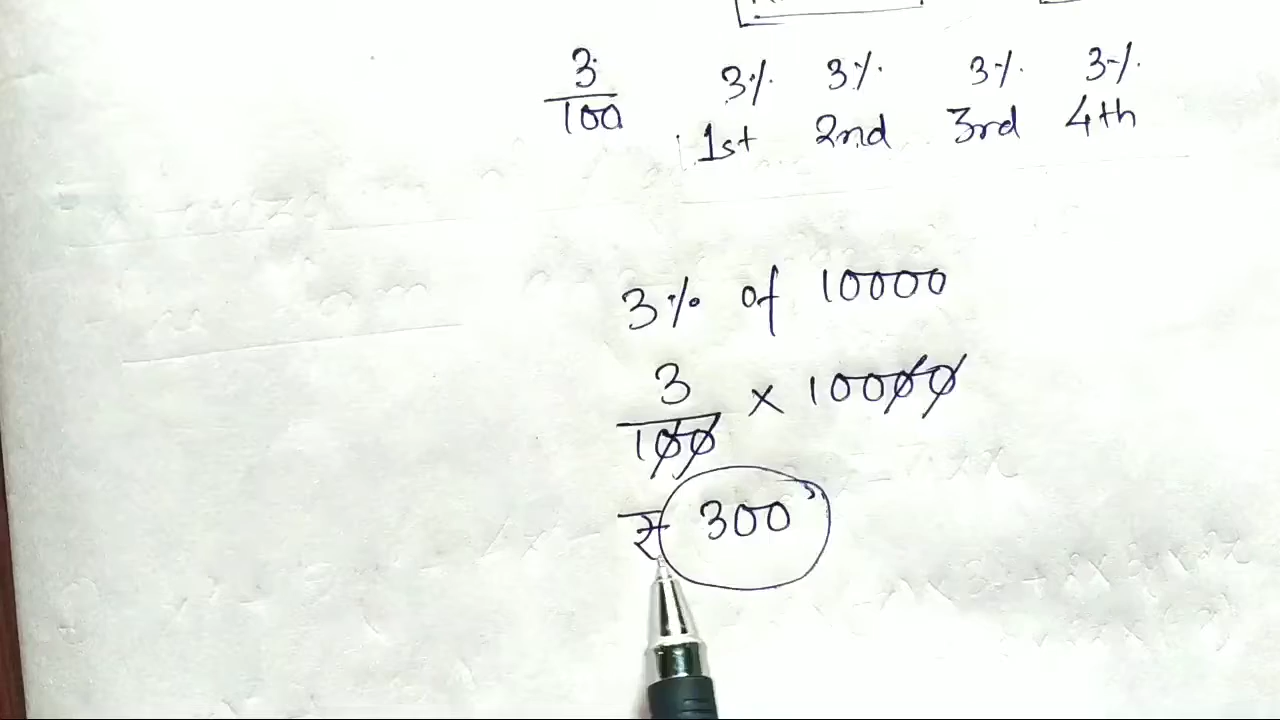 3/100 3% 3% 3% 3%
1st 2nd 3rd 4th
3% of 10000
3/100 × 10000
₹ 300